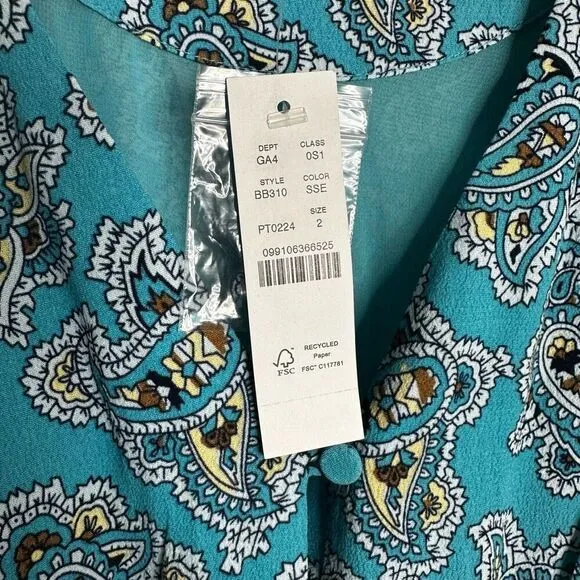 DEPT CLASS
GA4 0S1
STYLE COLOR
BB310 SSE
SIZE
PT0224 2
099106366525
RECYCLED
Paper
FSC FSC® C117781